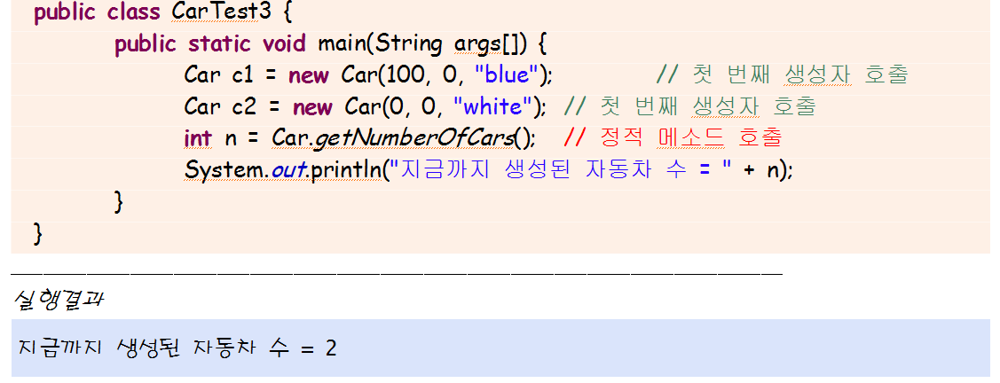 public class CarTest3 {
public static void main(String args[]) {
Car c1 = new Car(100, 0, "blue"); // 첫 번째 생성자 호출
Car c2 = new Car(0, 0, "white"); // 첫 번째 생성자 호출
int n = Car.getNumberOfCars(); // 정적 메소드 호출
System.out.println("지금까지 생성된 자동차 수 = " + n);
}
}
실행결과
지금까지 생성된 자동차 수 = 2